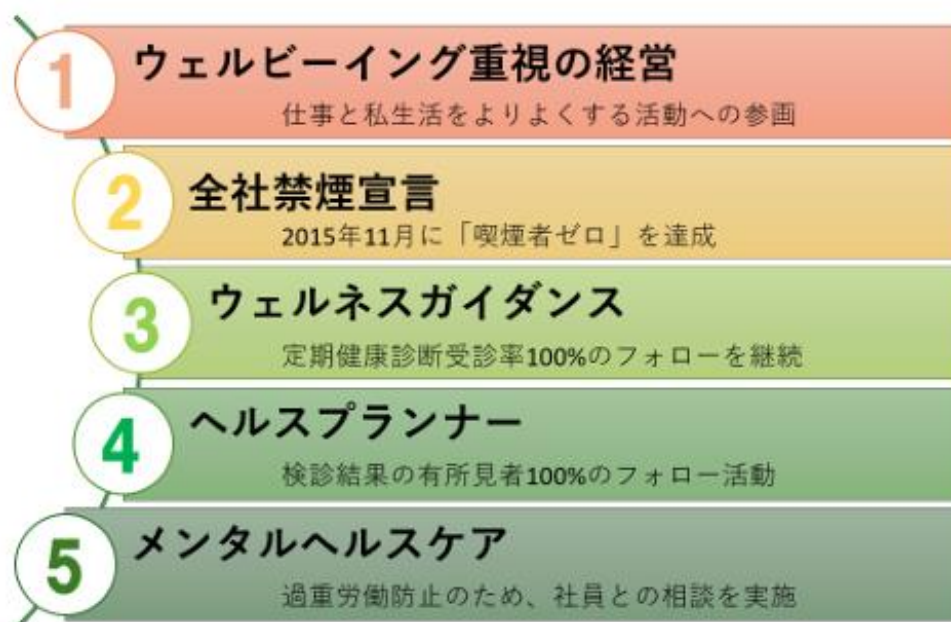 1
ウェルビーイング重視の経営
仕事と私生活をよりよくする活動への参画
2
全社禁煙宣言
2015年11月に「喫煙者ゼロ」を達成
3
ウェルネスガイダンス
定期健康診断受診率100%のフォローを継続
4
ヘルスプランナー
検診結果の有所見者100%のフォロー活動
5
メンタルヘルスケア
過重労働防止のため、社員との相談を実施